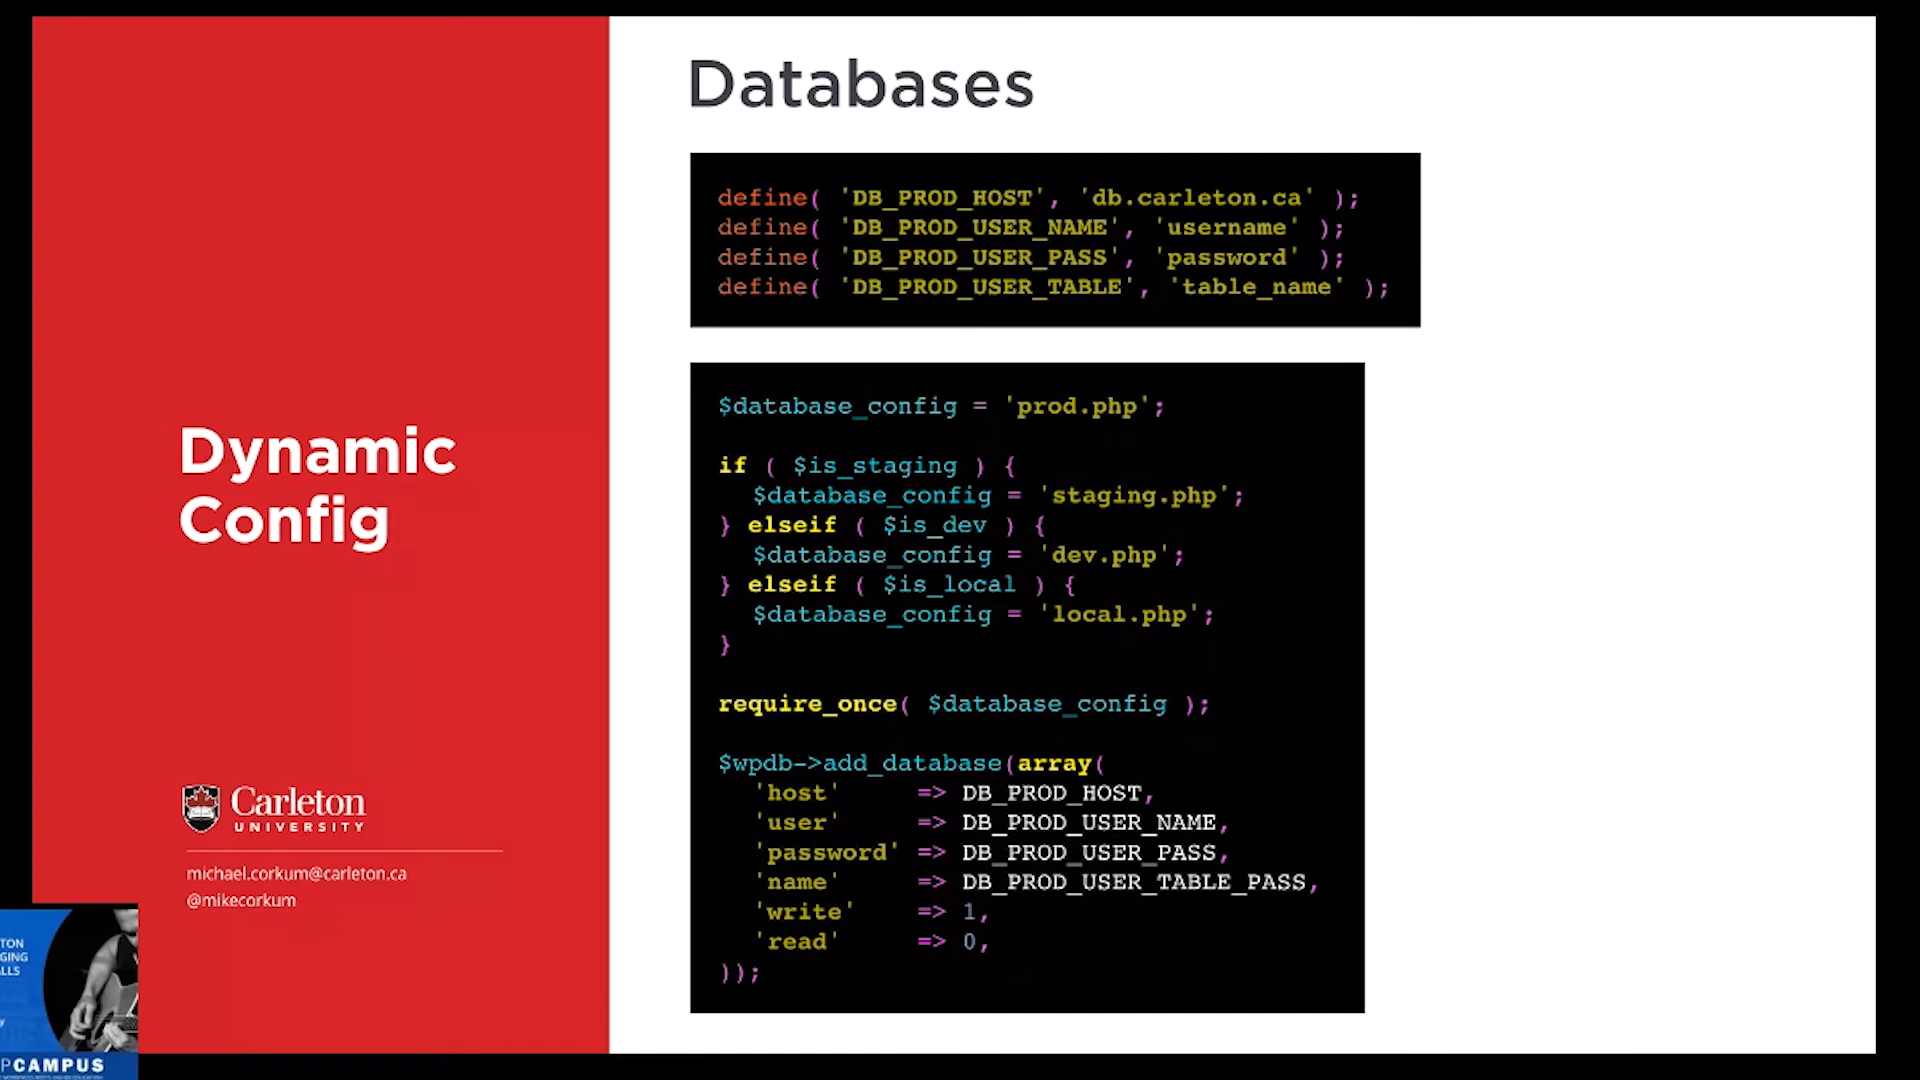 Databases
define( 'DB_PROD_HOST', 'db.carleton.ca' );
define( 'DB_PROD_USER_NAME', 'username' );
define( 'DB_PROD_USER_PASS', 'password' );
define( 'DB_PROD_USER_TABLE', 'table_name' );
$database_config = 'prod.php';
if ( $is_staging ) {
$database_config = 'staging.php';
} elseif ( $is_dev ) {
$database_config = 'dev.php';
} elseif ( $is_local ) {
$database_config = 'local.php';
}
require_once( $database_config );
$wpdb->add_database(array(
'host' => DB_PROD_HOST,
'user' => DB_PROD_USER_NAME,
'password' => DB_PROD_USER_PASS,
'name' => DB_PROD_USER_TABLE_PASS,
'write' => 1,
'read' => 0,
));
Dynamic
Config
Carleton
UNIVERSITY
michael.corkum@carleton.ca
@mikecorkum
TON
GING
LLS
PCAMPUS